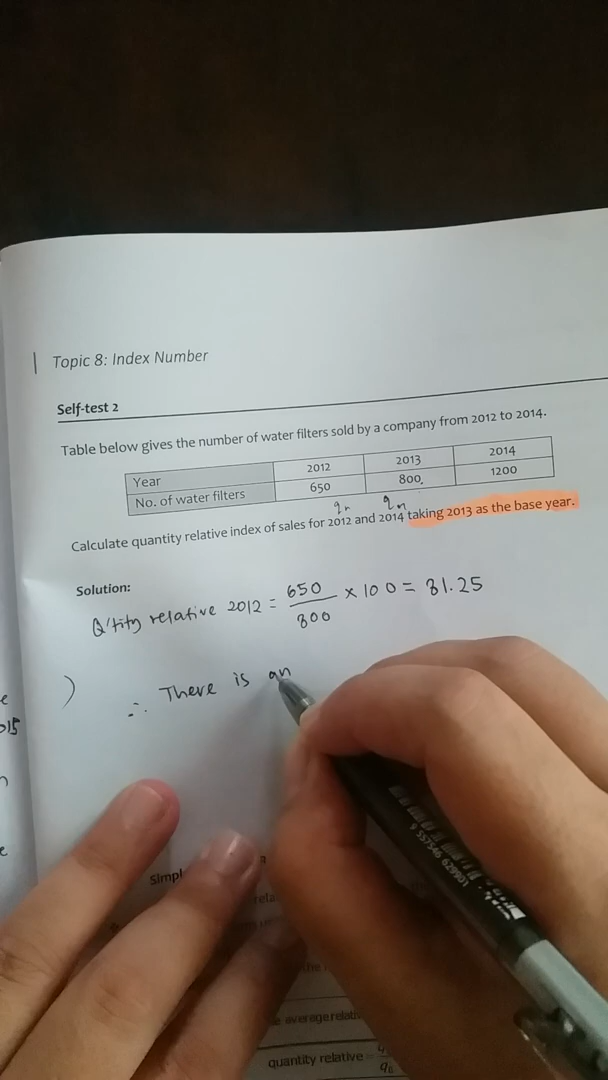 Topic 8: Index Number
Self-test 2
Table below gives the number of water filters sold by a company from 2012 to 2014.
Year 2012 2013 2014
No. of water filters 650 800 1200
qn qn
Calculate quantity relative index of sales for 2012 and 2014 taking 2013 as the base year.
Solution:
Q'tity relative 2012 = 650/800 × 100 = 81.25
∴ There is an
quantity relative =